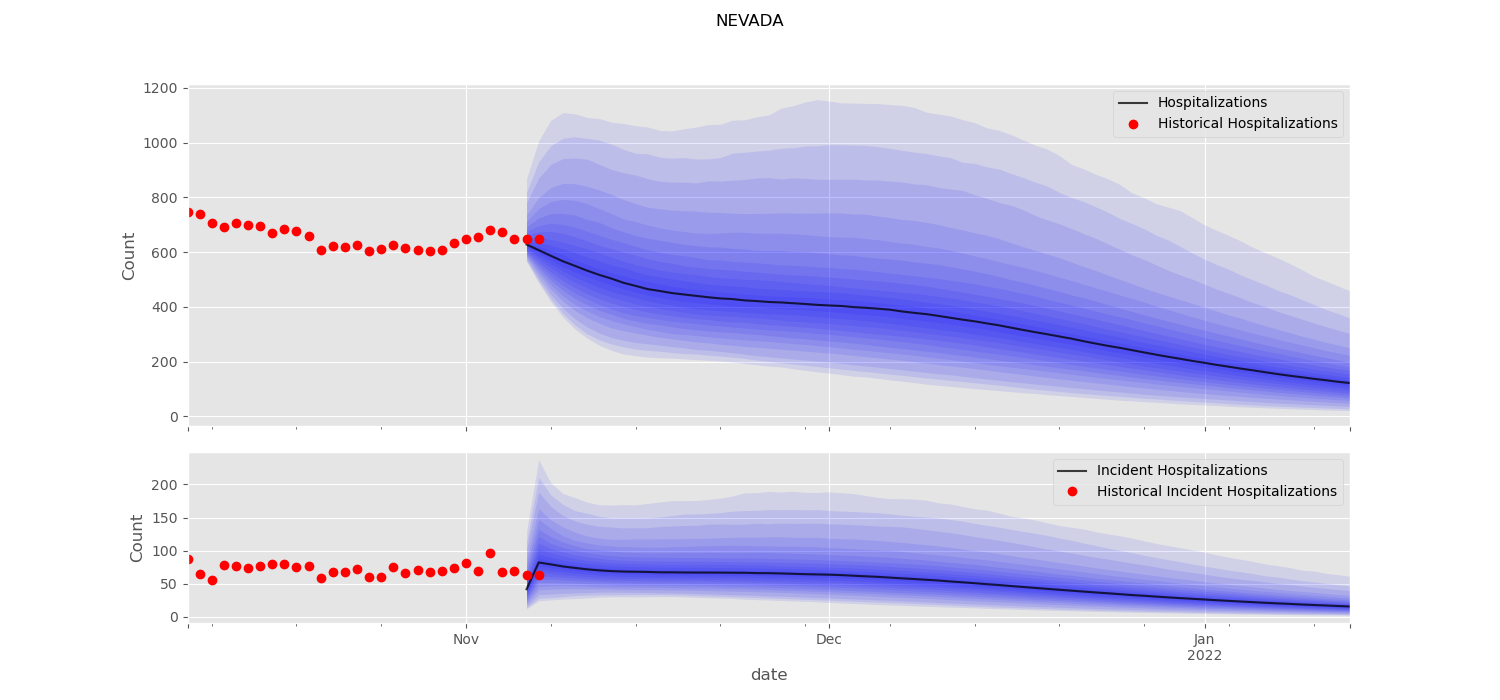 NEVADA
1200
1000
800
600
400
200
0
Count
Hospitalizations
Historical Hospitalizations
200
150
100
50
0
Count
Incident Hospitalizations
Historical Incident Hospitalizations
Nov
Dec
Jan
2022
date